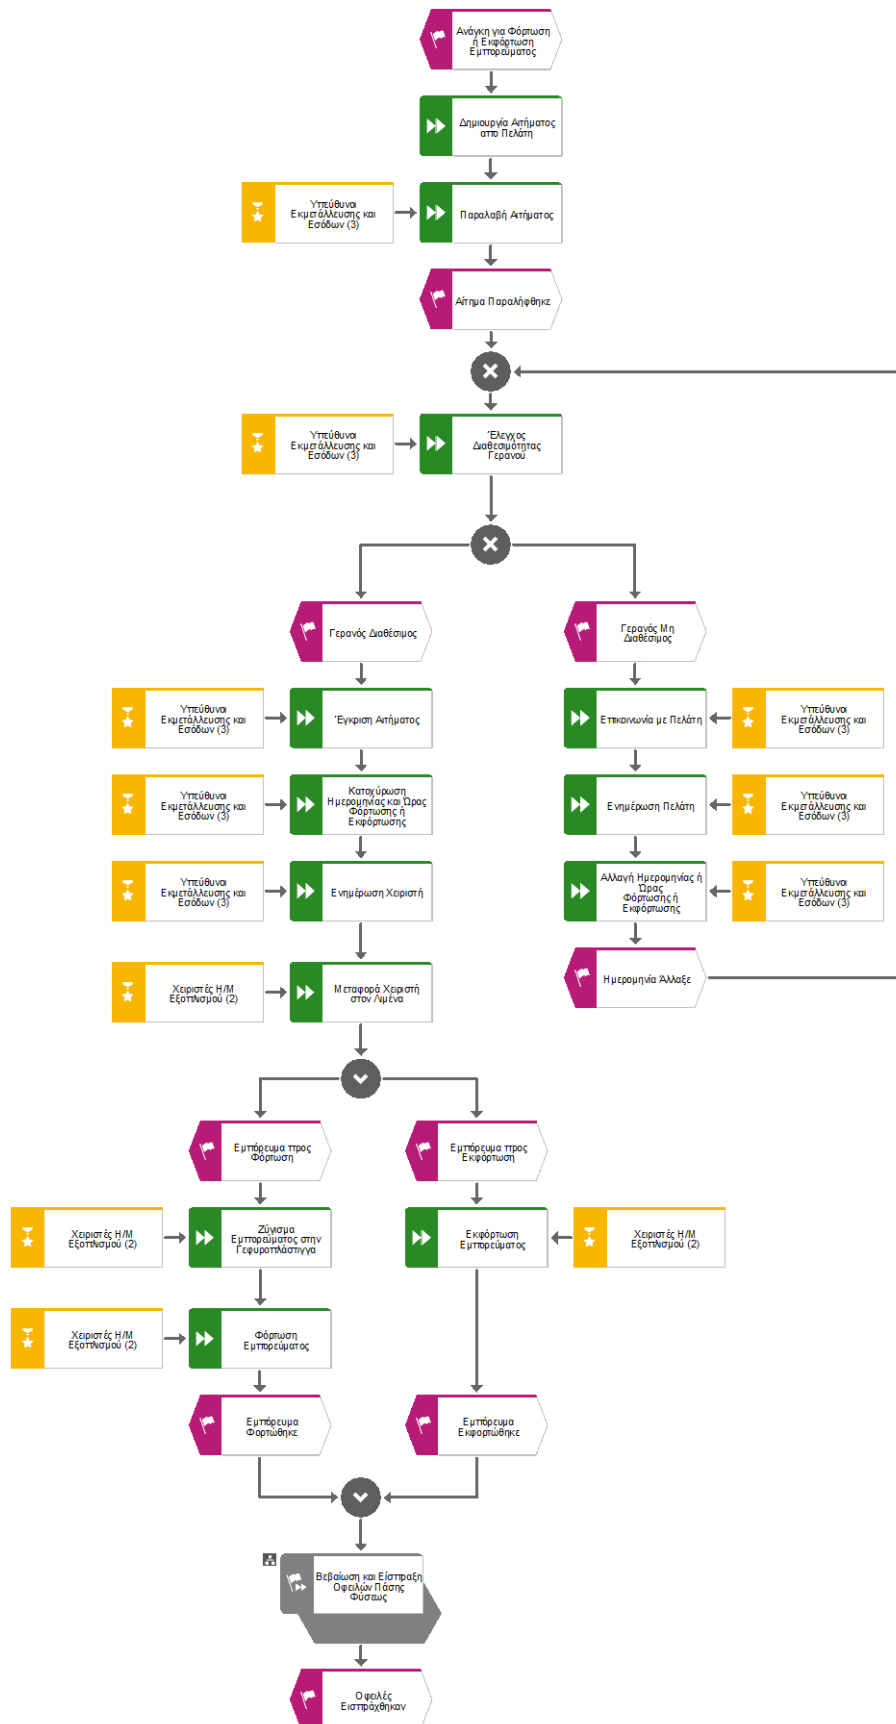 Ανάγκη για Φόρτωση
ή Εκφόρτωση
Εμπορεύματος
Δημιουργία Αιτήματος
απο Πελάτη
Υπεύθυνοι
Εκμετάλλευσης και
Εσόδων (3)
Παραλαβή Αιτήματος
Αίτημα Παραλήφθηκε
Υπεύθυνοι
Εκμετάλλευσης και
Εσόδων (3)
Έλεγχος
Διαθεσιμότητας
Γερανού
Γερανός Διαθέσιμος
Γερανός Μη
Διαθέσιμος
Υπεύθυνοι
Εκμετάλλευσης και
Εσόδων (3)
Έγκριση Αιτήματος
Επικοινωνία με Πελάτη
Υπεύθυνοι
Εκμετάλλευσης και
Εσόδων (3)
Υπεύθυνοι
Εκμετάλλευσης και
Εσόδων (3)
Κατοχύρωση
Ημερομηνίας και Ώρας
Φόρτωσης ή
Εκφόρτωσης
Ενημέρωση Πελάτη
Υπεύθυνοι
Εκμετάλλευσης και
Εσόδων (3)
Υπεύθυνοι
Εκμετάλλευσης και
Εσόδων (3)
Ενημέρωση Χειριστή
Αλλαγή Ημερομηνίας ή
Ώρας
Φόρτωσης ή
Εκφόρτωσης
Υπεύθυνοι
Εκμετάλλευσης και
Εσόδων (3)
Χειριστές Η/Μ
Εξοπλισμού (2)
Μεταφορά Χειριστή
στον Λιμένα
Ημερομηνία Άλλαξε
Εμπόρευμα προς
Φόρτωση
Εμπόρευμα προς
Εκφόρτωση
Χειριστές Η/Μ
Εξοπλισμού (2)
Ζύγισμα
Εμπορεύματος στην
Γεφυροπλάστιγγα
Εκφόρτωση
Εμπορεύματος
Χειριστές Η/Μ
Εξοπλισμού (2)
Χειριστές Η/Μ
Εξοπλισμού (2)
Φόρτωση
Εμπορεύματος
Εμπόρευμα
Φορτώθηκε
Εμπόρευμα
Εκφορτώθηκε
Βεβαίωση και Είσπραξη
Οφειλών Πάσης
Φύσεως
Οφειλές
Εισπράχθηκαν